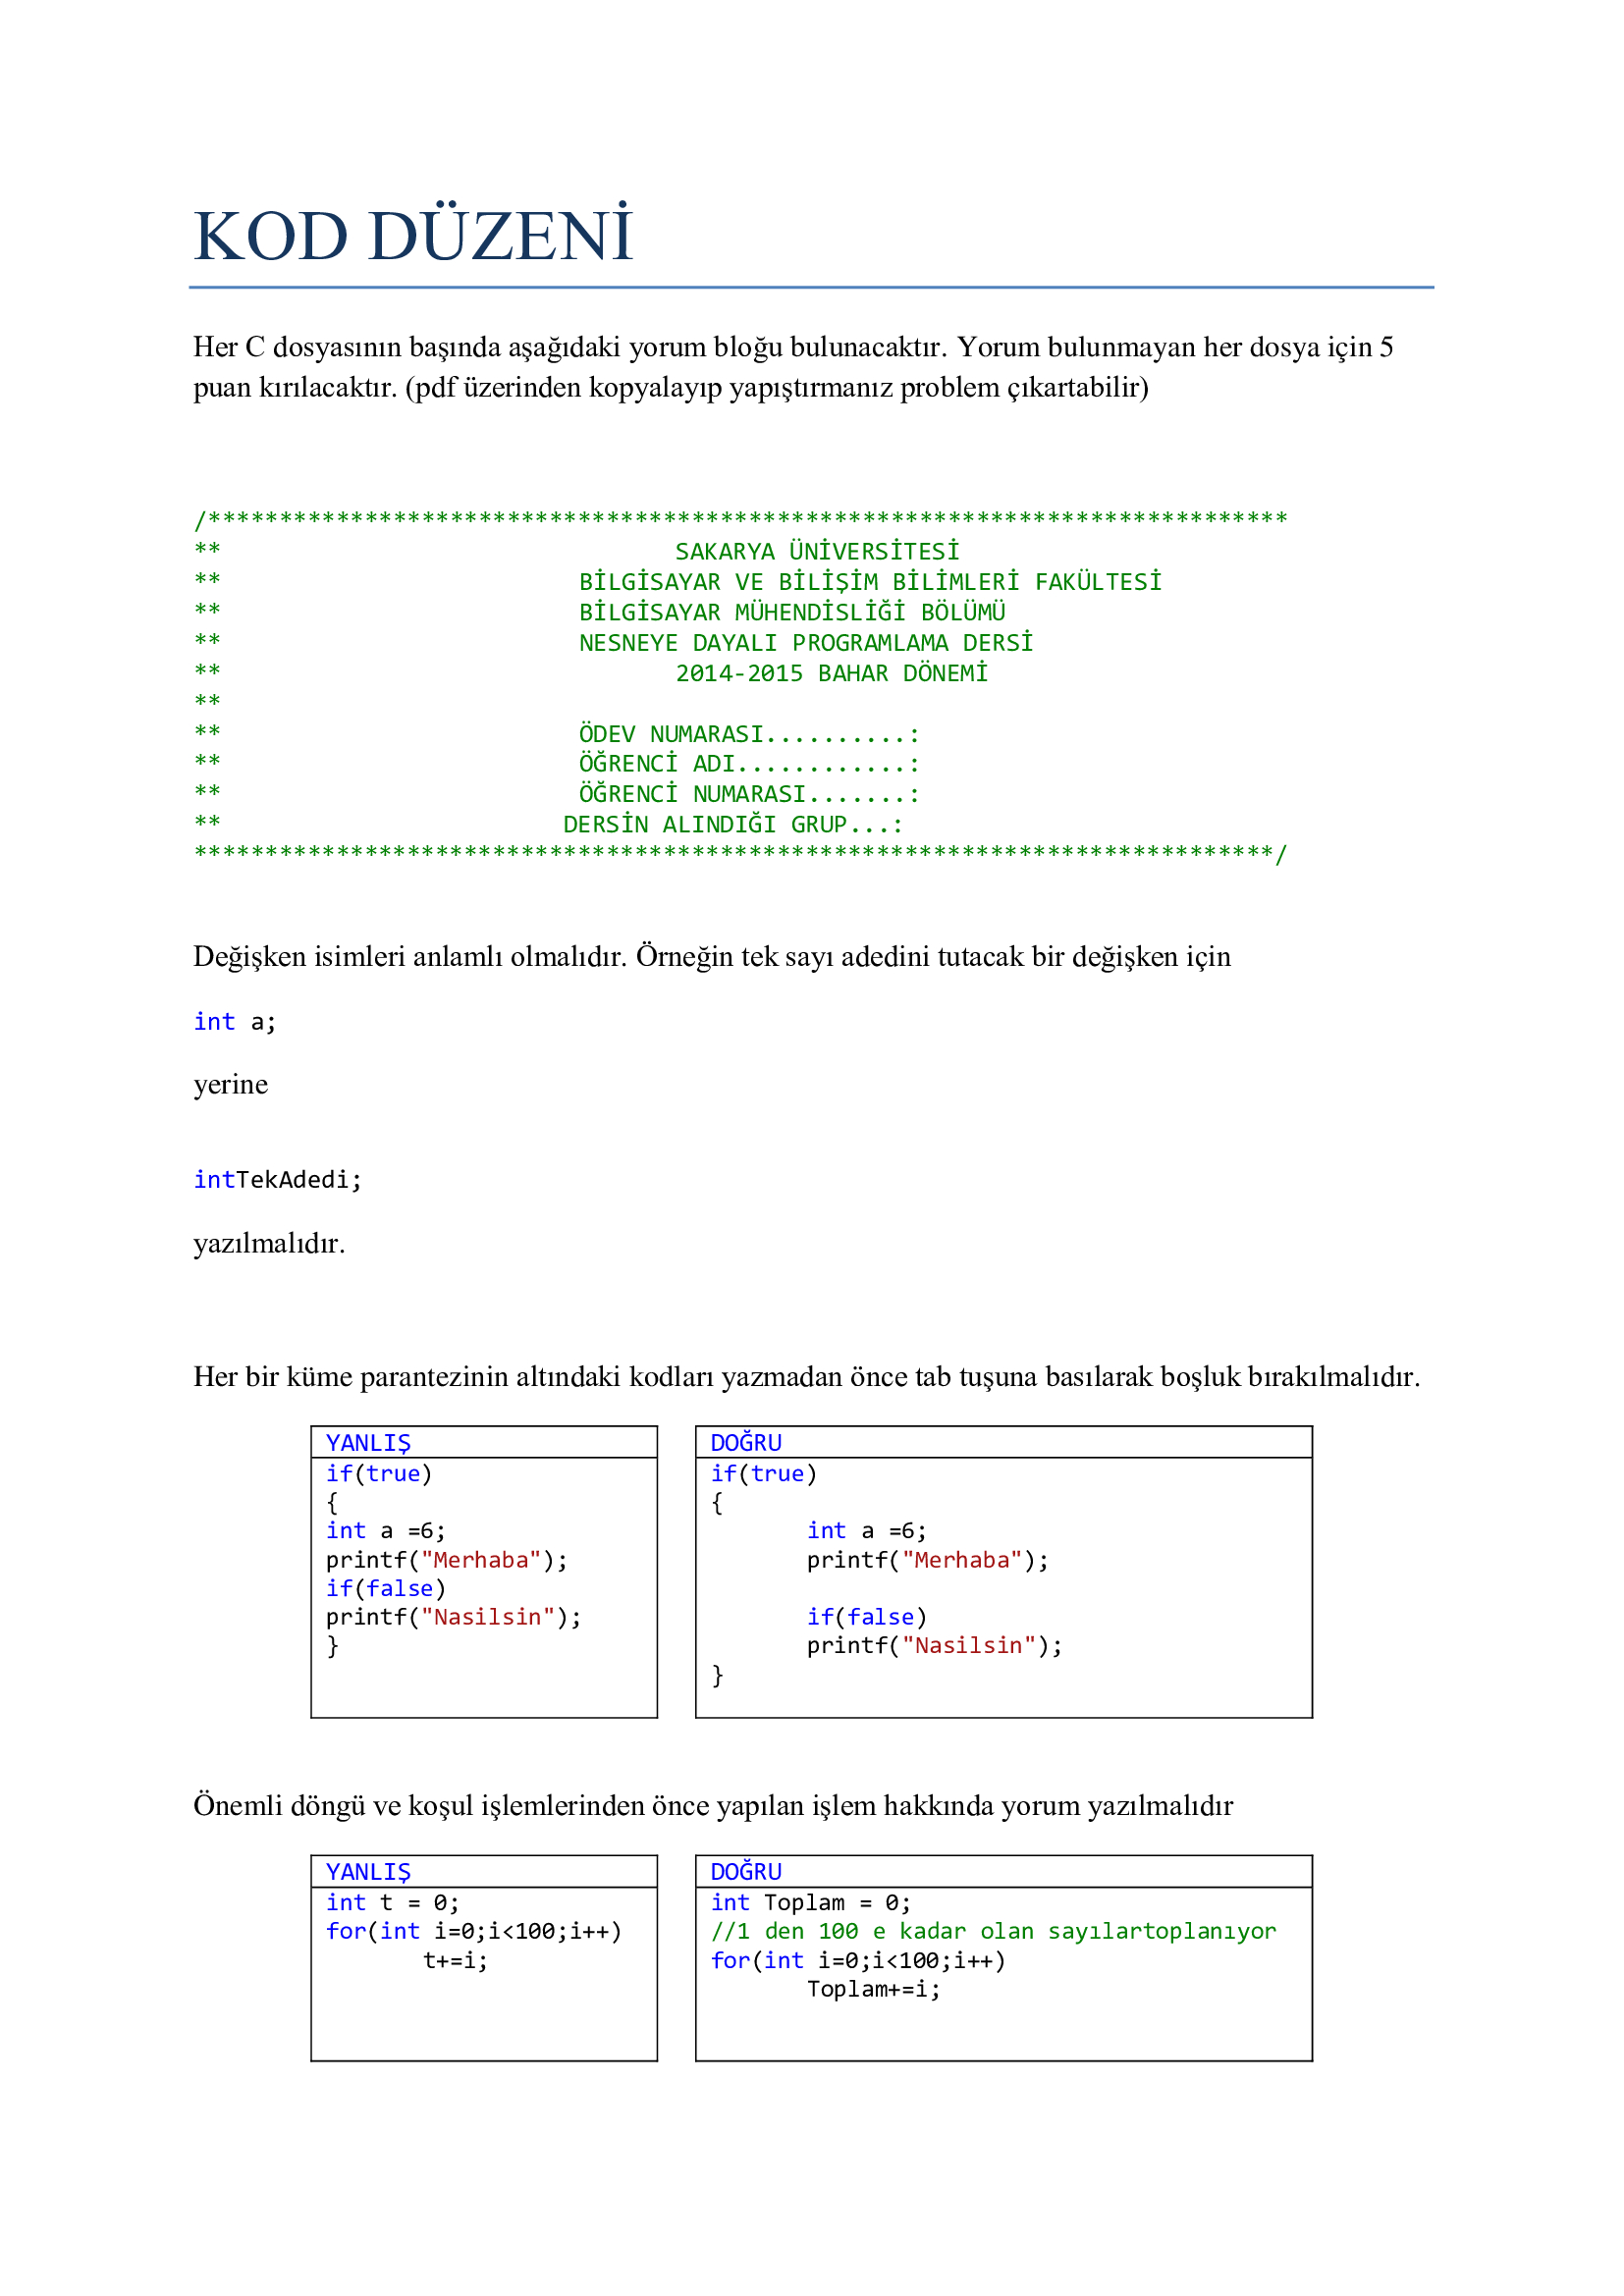 KOD DÜZENİ
Her C dosyasının başında aşağıdaki yorum bloğu bulunacaktır. Yorum bulunmayan her dosya için 5
puan kırılacaktır. (pdf üzerinden kopyalayıp yapıştırmanız problem çıkartabilir)
/****************************************************************************
** SAKARYA ÜNİVERSİTESİ
** BİLGİSAYAR VE BİLİŞİM BİLİMLERİ FAKÜLTESİ
** BİLGİSAYAR MÜHENDİSLİĞİ BÖLÜMÜ
** NESNEYE DAYALI PROGRAMLAMA DERSİ
** 2014-2015 BAHAR DÖNEMİ
**
** ÖDEV NUMARASI..........:
** ÖĞRENCİ ADI............:
** ÖĞRENCİ NUMARASI.......:
** DERSİN ALINDIĞI GRUP...:
****************************************************************************/
Değişken isimleri anlamlı olmalıdır. Örneğin tek sayı adedini tutacak bir değişken için
int a;
yerine
intTekAdedi;
yazılmalıdır.
Her bir küme parantezinin altındaki kodları yazmadan önce tab tuşuna basılarak boşluk bırakılmalıdır.
YANLIŞ
if(true)
{
int a =6;
printf("Merhaba");
if(false)
printf("Nasilsin");
}
DOĞRU
if(true)
{
int a =6;
printf("Merhaba");
if(false)
printf("Nasilsin");
}
Önemli döngü ve koşul işlemlerinden önce yapılan işlem hakkında yorum yazılmalıdır
YANLIŞ
int t = 0;
for(int i=0;i<100;i++)
t+=i;
DOĞRU
int Toplam = 0;
//1 den 100 e kadar olan sayılartoplanıyor
for(int i=0;i<100;i++)
Toplam+=i;